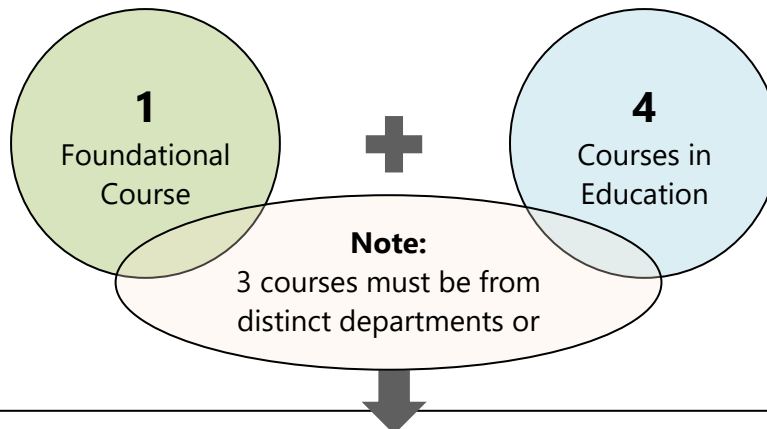 1
Foundational
Course
4
Courses in
Education
Note:
3 courses must be from
distinct departments or